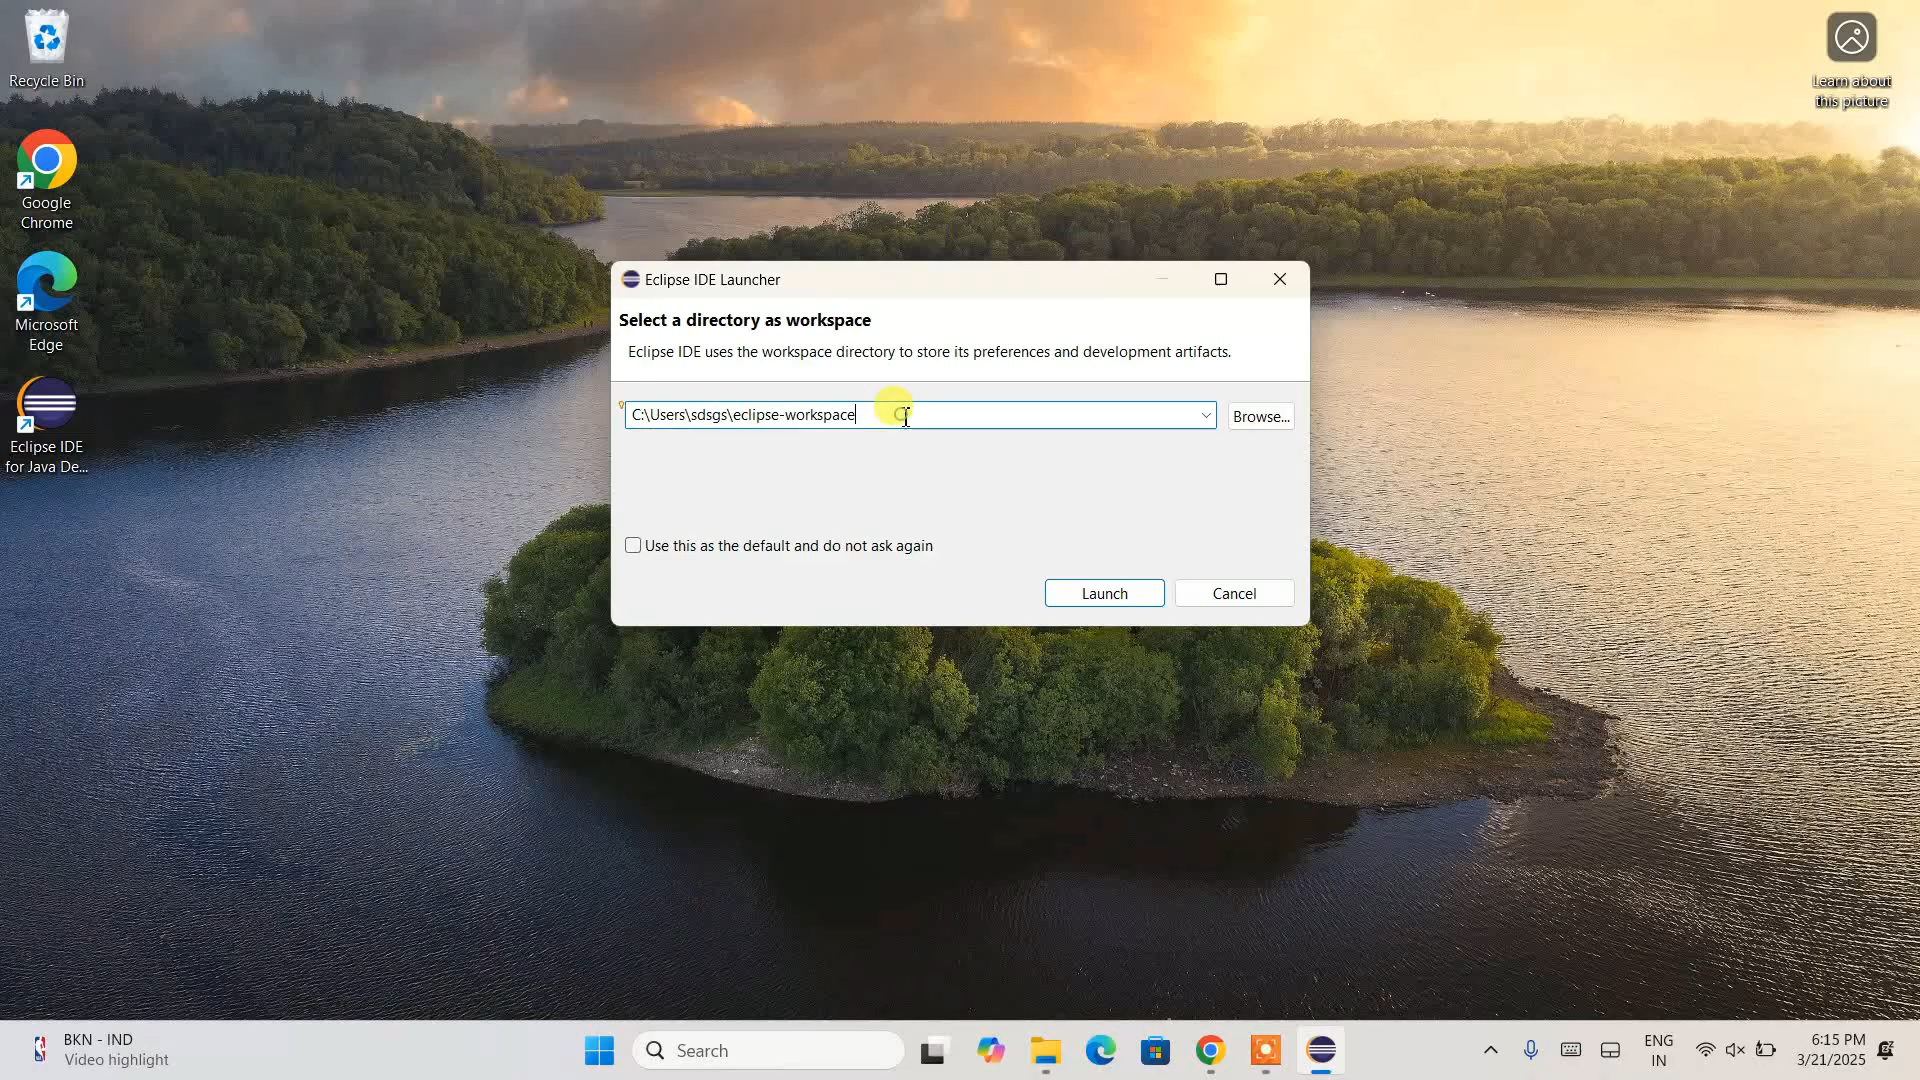 Recycle Bin
Google
Chrome
Microsoft
Edge
Eclipse IDE
for Java De...
Learn about
this picture
Eclipse IDE Launcher
Select a directory as workspace
Eclipse IDE uses the workspace directory to store its preferences and development artifacts.
C:\Users\sdsgs\eclipse-workspace
Browse...
Use this as the default and do not ask again
Launch
Cancel
BKN - IND
Video highlight
Search
ENG
IN
6:15 PM
3/21/2025